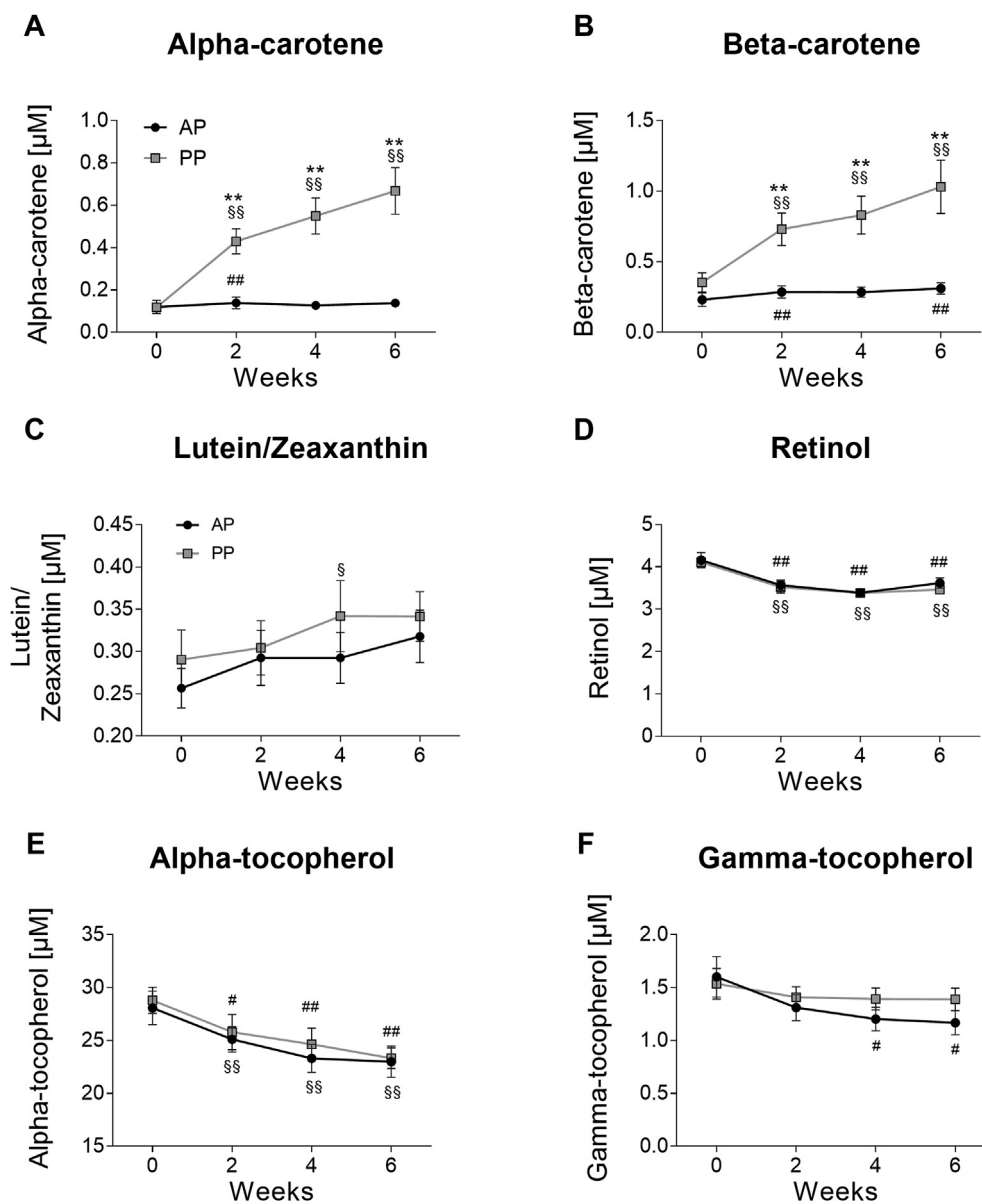 A
Alpha-carotene
Alpha-carotene [µM]
1.0
0.8
0.6
0.4
0.2
0.0
AP
PP
**
§§
**
§§
**
§§
##
0 2 4 6
Weeks
B
Beta-carotene
Beta-carotene [µM]
1.5
1.0
0.5
0.0
**
§§
**
§§
**
§§
##
##
0 2 4 6
Weeks
C
Lutein/Zeaxanthin
Lutein/
Zeaxanthin [µM]
0.45
0.40
0.35
0.30
0.25
0.20
AP
PP
§
0 2 4 6
Weeks
D
Retinol
Retinol [µM]
5
4
3
2
1
0
## ## ##
§§ §§ §§
0 2 4 6
Weeks
E
Alpha-tocopherol
Alpha-tocopherol [µM]
35
30
25
20
15
# ## ##
§§ §§ §§
0 2 4 6
Weeks
F
Gamma-tocopherol
Gamma-tocopherol [µM]
2.0
1.5
1.0
0.5
0.0
# #
0 2 4 6
Weeks